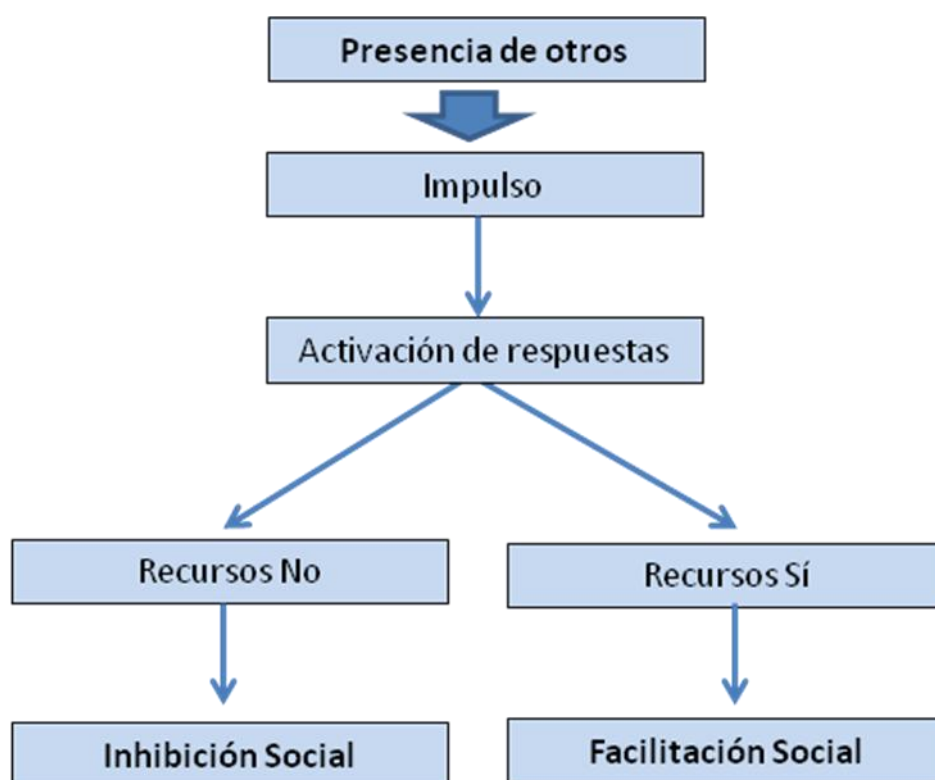 Presencia de otros
Impulso
Activación de respuestas
Recursos No
Recursos Sí
Inhibición Social
Facilitación Social